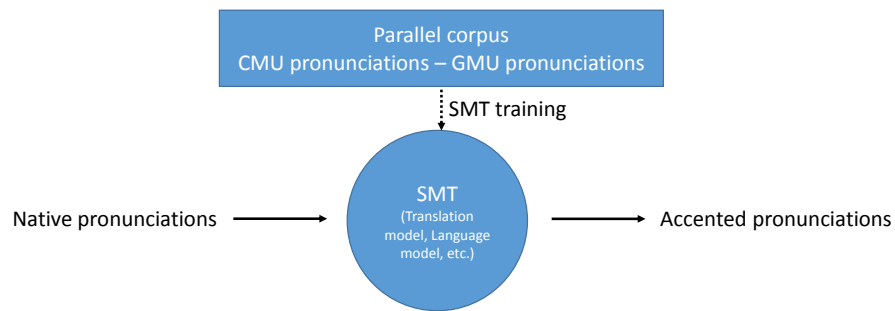 Parallel corpus
CMU pronunciations – GMU pronunciations
SMT training
SMT
(Translation
model, Language
model, etc.)
Native pronunciations
Accented pronunciations